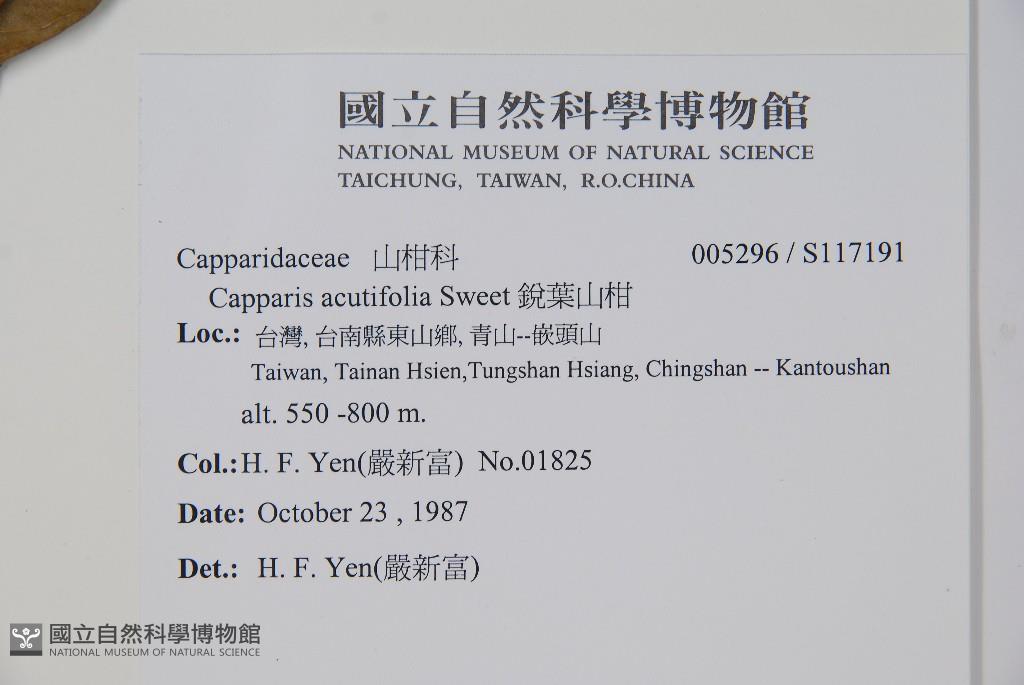 國立自然科學博物館
NATIONAL MUSEUM OF NATURAL SCIENCE
TAICHUNG, TAIWAN, R.O.CHINA
Capparidaceae 山柑科 005296 / S117191
Capparis acutifolia Sweet 銳葉山柑
Loc.: 台灣, 台南縣東山鄉, 青山--嵌頭山
Taiwan, Tainan Hsien,Tungshan Hsiang, Chingshan -- Kantoushan
alt. 550 -800 m.
Col.:H. F. Yen(嚴新富) No.01825
Date: October 23 , 1987
Det.: H. F. Yen(嚴新富)
國立自然科學博物館
NATIONAL MUSEUM OF NATURAL SCIENCE